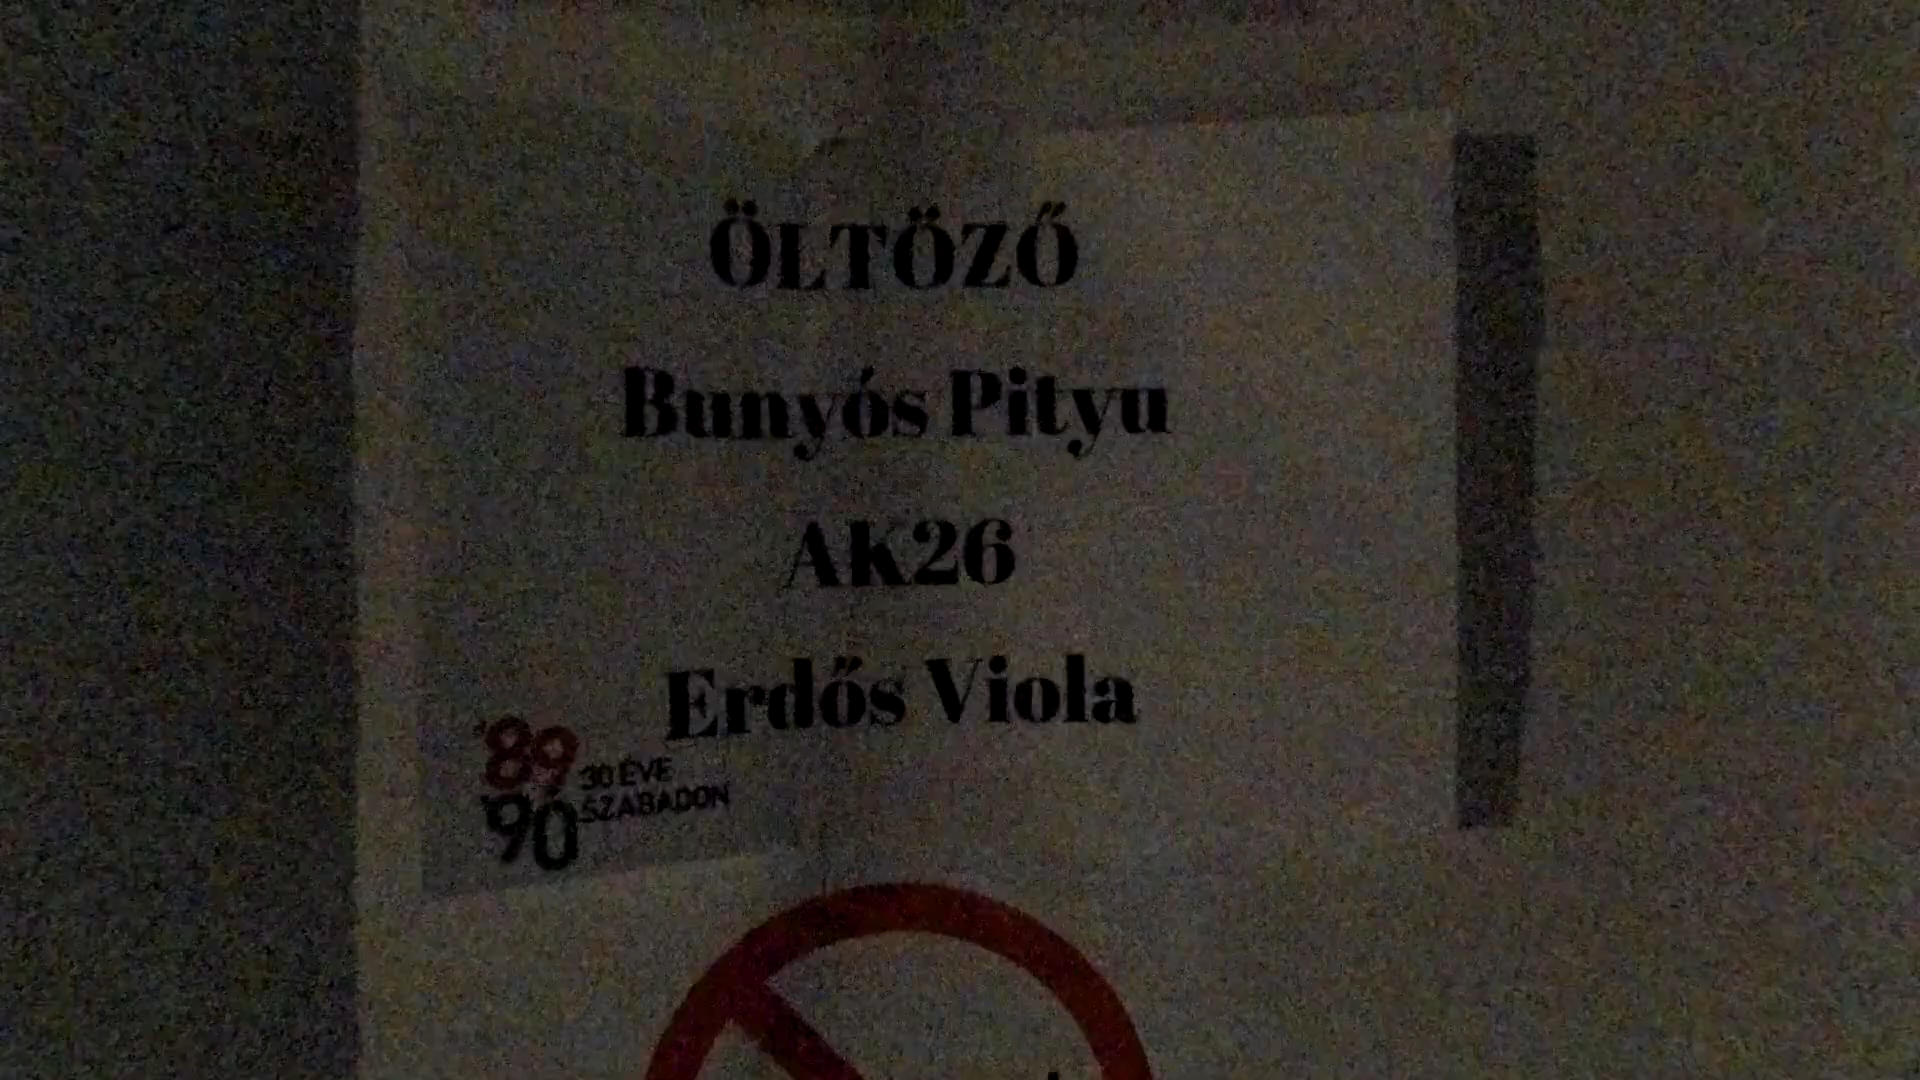 ÖLTÖZŐ
Bunyós Pityu
AK26
Erdős Viola
'89
'90
30 ÉVE
SZABADON